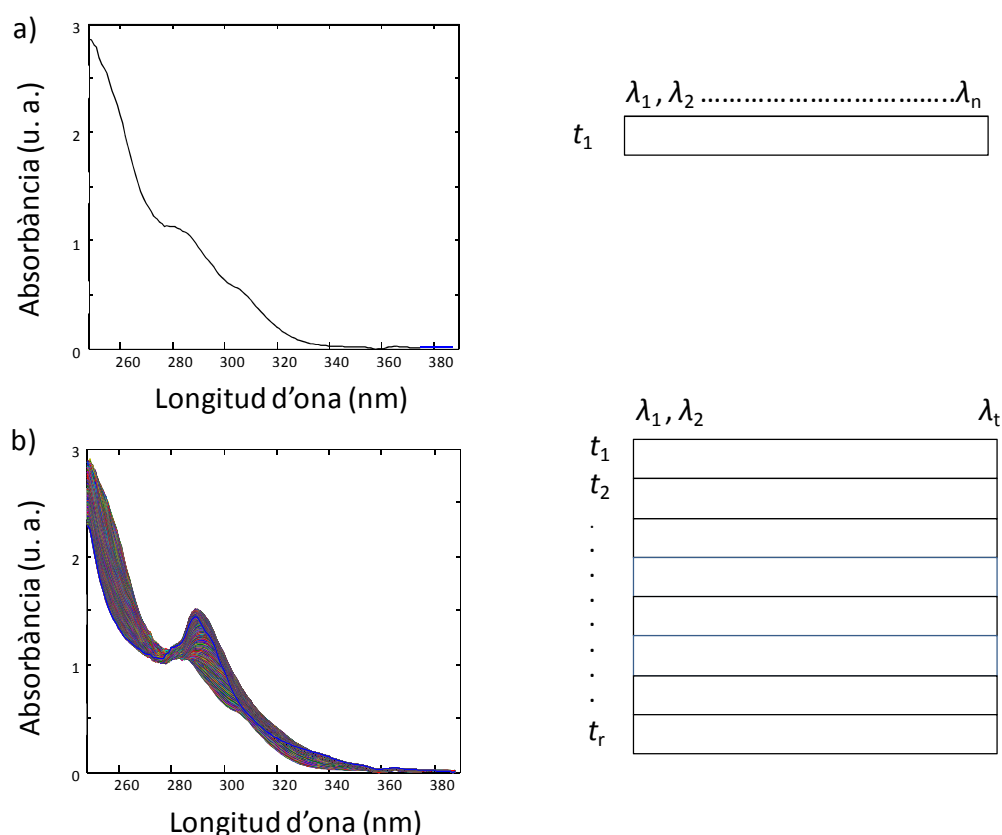 a)
3
2
1
0
Absorbància (u. a.)
260 280 300 320 340 360 380
Longitud d'ona (nm)
λ1 , λ2 ....................................λn
t1
b)
3
2
1
0
Absorbància (u. a.)
260 280 300 320 340 360 380
Longitud d'ona (nm)
λ1 , λ2 λt
t1
t2
.
.
.
.
.
.
.
tr